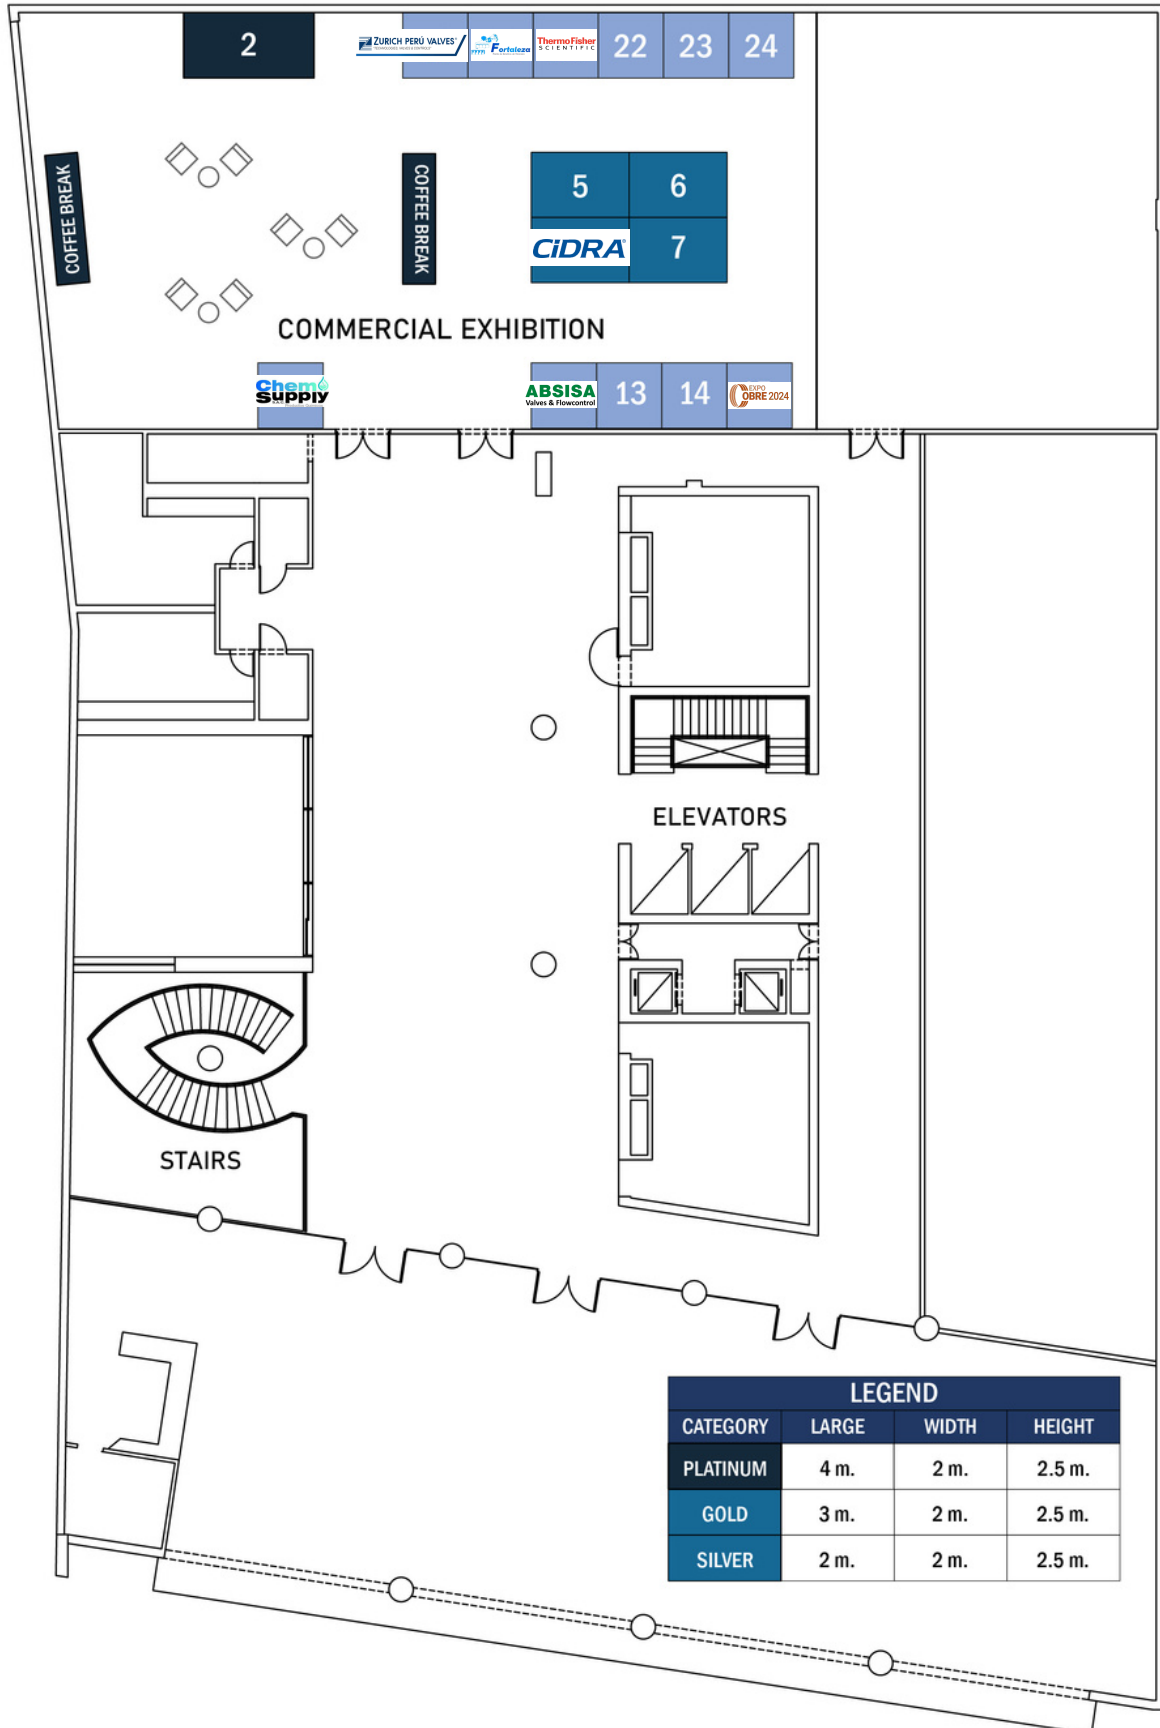 2
ZURICH PERÚ VALVES
Fortaleza
ThermoFisher
SCIENTIFIC
22
23
24
COFFEE BREAK
COFFEE BREAK
5
6
CiDRA
7
COMMERCIAL EXHIBITION
Chem
Supply
ABSISA
Valves & Flowcontrol
13
14
EXPO
COBRE 2024
ELEVATORS
STAIRS
LEGEND
CATEGORY LARGE WIDTH HEIGHT
PLATINUM 4 m. 2 m. 2.5 m.
GOLD 3 m. 2 m. 2.5 m.
SILVER 2 m. 2 m. 2.5 m.